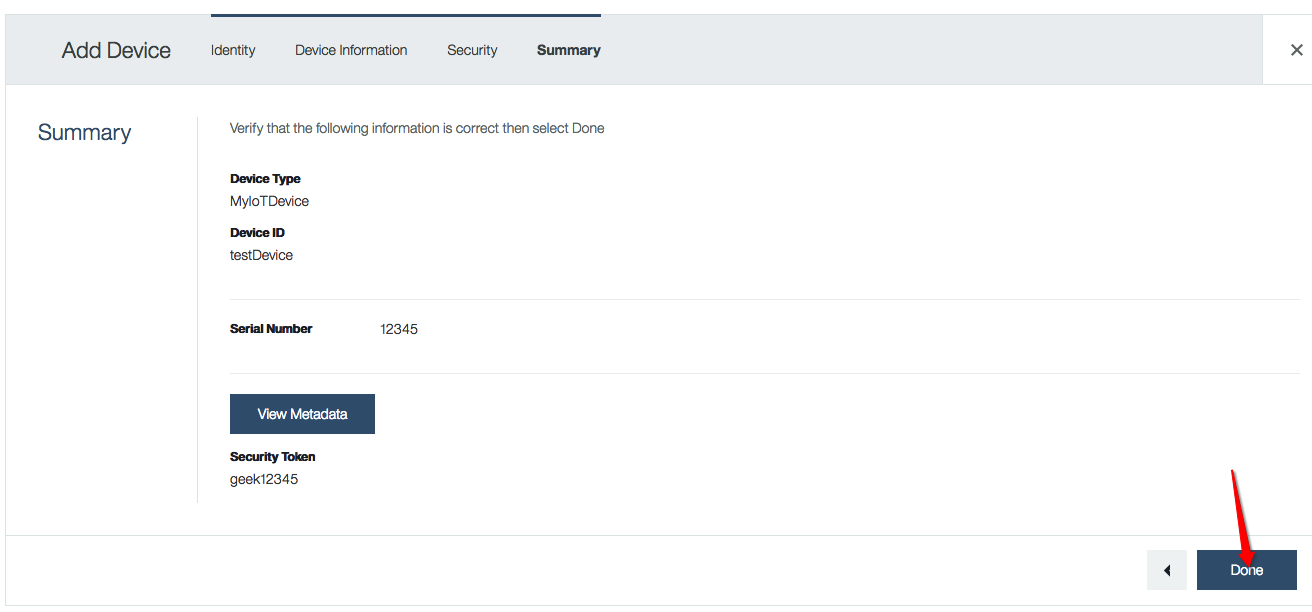 Add Device
Identity
Device Information
Security
Summary
Summary
Verify that the following information is correct then select Done
Device Type
MyIoTDevice
Device ID
testDevice
Serial Number 12345
View Metadata
Security Token
geek12345
Done